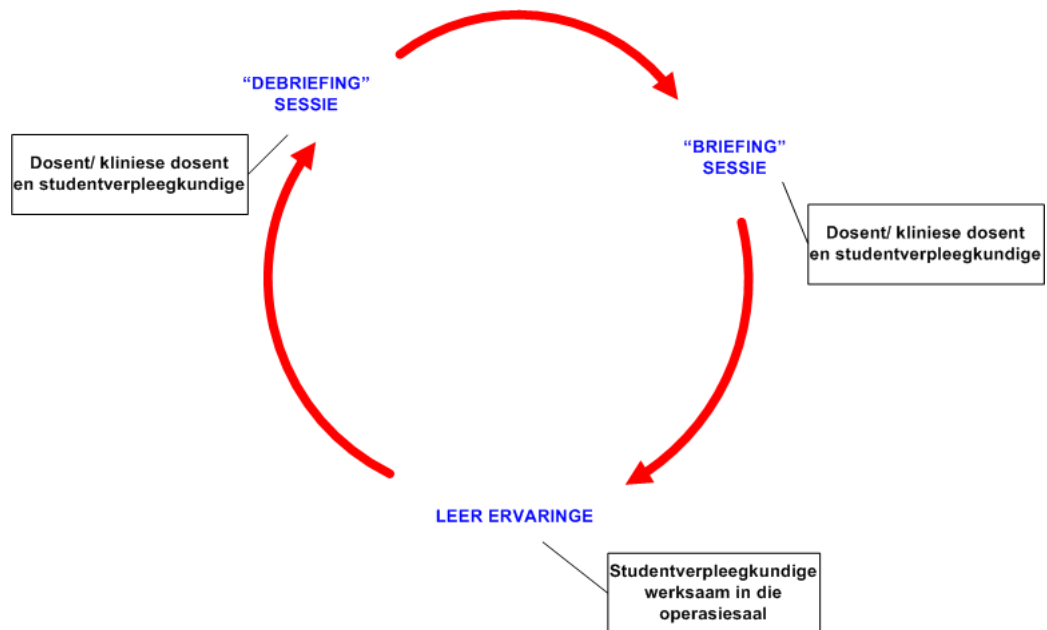 “DEBRIEFING”
SESSIE
Dosent/ kliniese dosent
en studentverpleegkundige
“BRIEFING”
SESSIE
Dosent/ kliniese dosent
en studentverpleegkundige
LEER ERVARINGE
Studentverpleegkundige
werksaam in die
operasiesaal